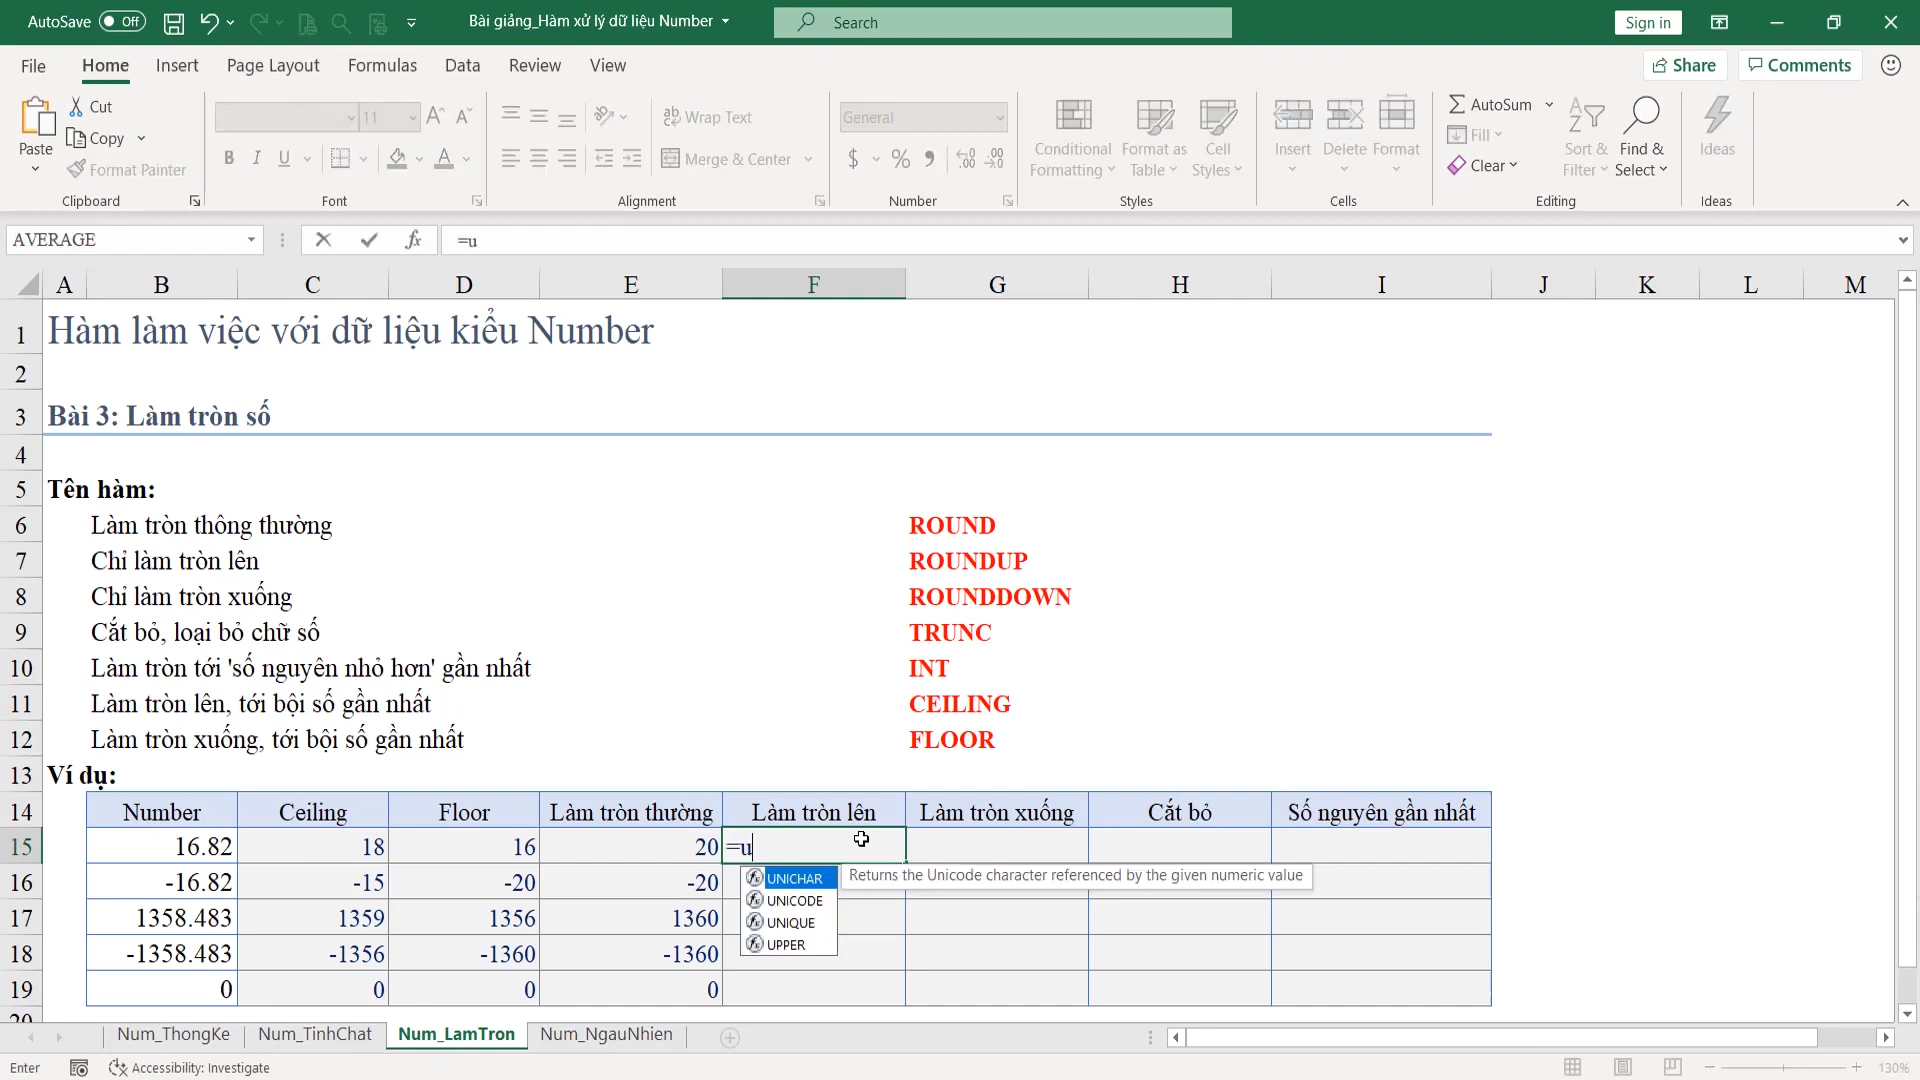 AutoSave Off Bài giảng_Hàm xử lý dữ liệu Number Search Sign in
File Home Insert Page Layout Formulas Data Review View Share Comments
Paste Cut Copy Format Painter
Clipboard
11
B I U A
Font
ab Wrap Text
Merge & Center
Alignment
General
$ % 9 .00 .00
Number
Conditional Formatting Format as Table Cell Styles
Styles
Insert Delete Format
Cells
AutoSum Fill Clear
Sort & Filter Find & Select
Editing
Ideas
Ideas
AVERAGE fx =u
A B C D E F G H I J K L M
1 Hàm làm việc với dữ liệu kiểu Number
2
3 Bài 3: Làm tròn số
4
5 Tên hàm:
6 Làm tròn thông thường ROUND
7 Chỉ làm tròn lên ROUNDUP
8 Chỉ làm tròn xuống ROUNDDOWN
9 Cắt bỏ, loại bỏ chữ số TRUNC
10 Làm tròn tới 'số nguyên nhỏ hơn' gần nhất INT
11 Làm tròn lên, tới bội số gần nhất CEILING
12 Làm tròn xuống, tới bội số gần nhất FLOOR
13 Ví dụ:
14 Number Ceiling Floor Làm tròn thường Làm tròn lên Làm tròn xuống Cắt bỏ Số nguyên gần nhất
15 16.82 18 16 20 =u
16 -16.82 -15 -20 -20
17 1358.483 1359 1356 1360
18 -1358.483 -1356 -1360 -1360
19 0 0 0 0
20
UNICHAR Returns the Unicode character referenced by the given numeric value
UNICODE
UNIQUE
UPPER
Num_ThongKe Num_TinhChat Num_LamTron Num_NgauNhien
Enter Accessibility: Investigate 130%